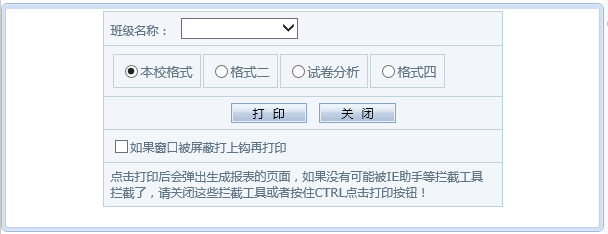 班级名称：
本校格式 格式二 试卷分析 格式四
打 印 关 闭
如果窗口被屏蔽打上钩再打印
点击打印后会弹出生成报表的页面，如果没有可能被IE助手等拦截工具
拦截了，请关闭这些拦截工具或者按住CTRL点击打印按钮！